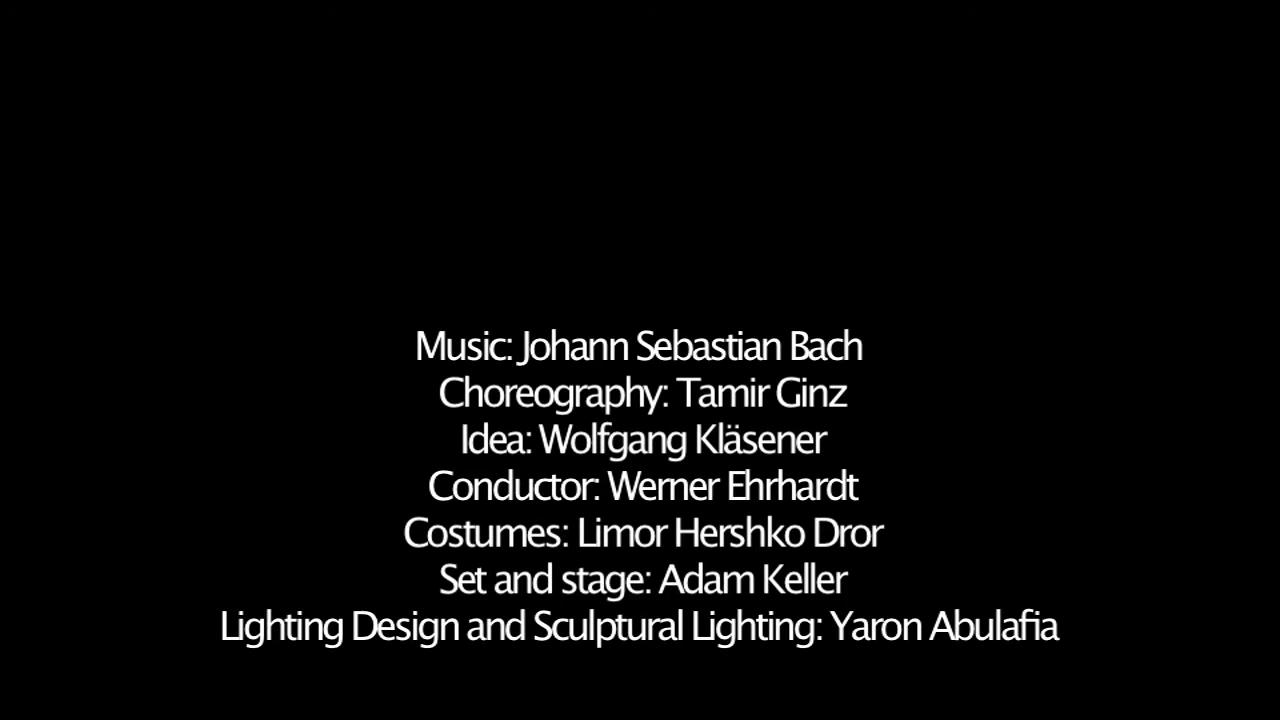 Music: Johann Sebastian Bach
Choreography: Tamir Ginz
Idea: Wolfgang Kläsener
Conductor: Werner Ehrhardt
Costumes: Limor Hershko Dror
Set and stage: Adam Keller
Lighting Design and Sculptural Lighting: Yaron Abulafia